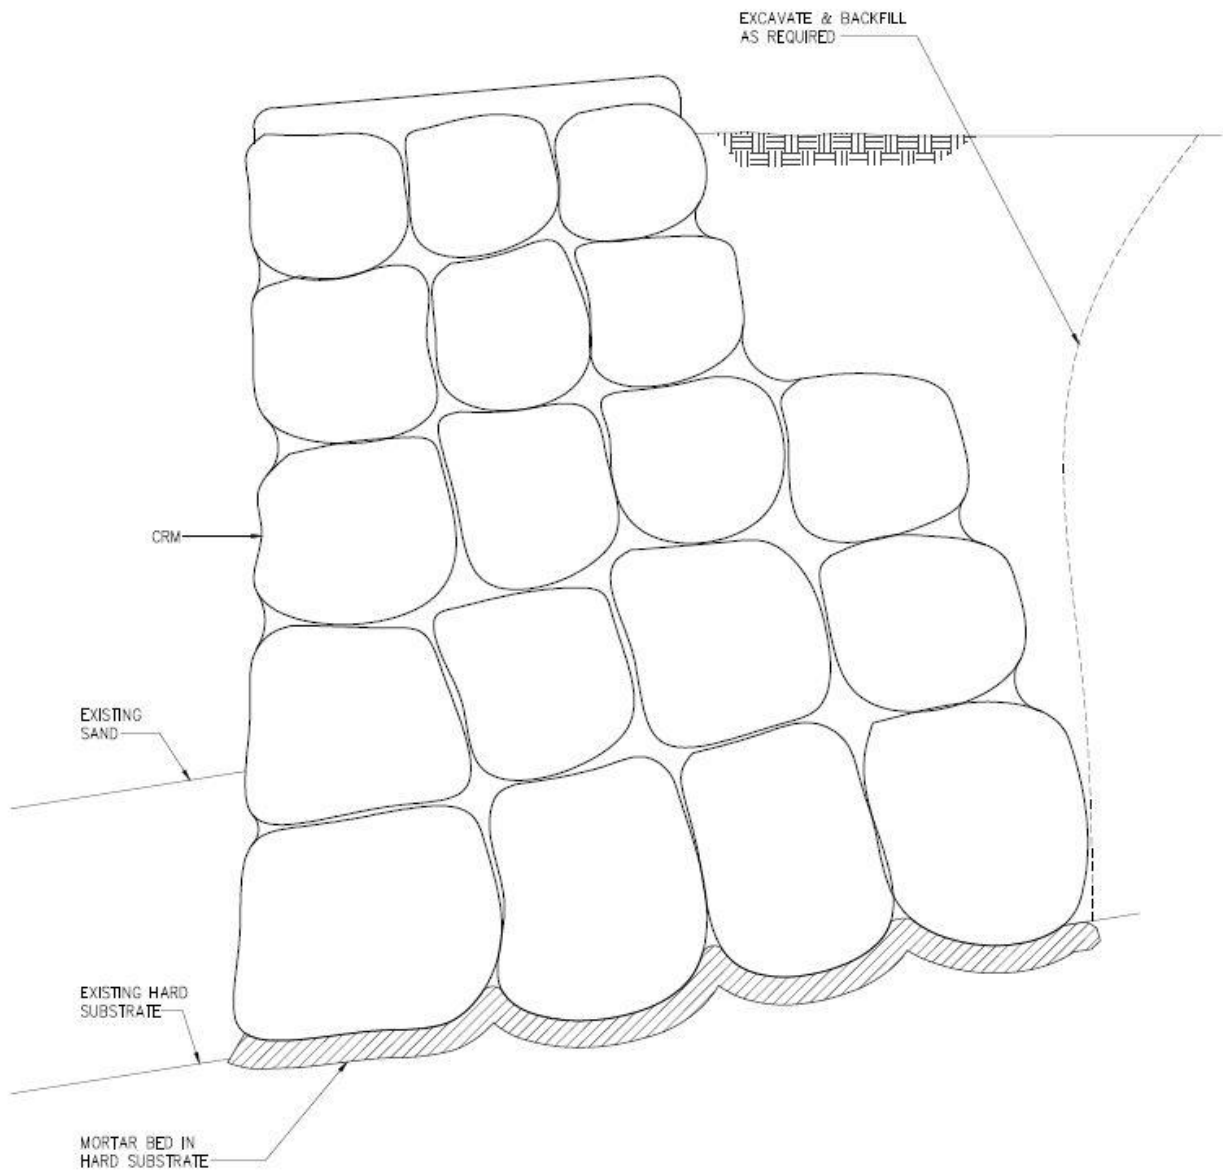 EXCAVATE & BACKFILL
AS REQUIRED
CRM
EXISTING
SAND
EXISTING HARD
SUBSTRATE
MORTAR BED IN
HARD SUBSTRATE